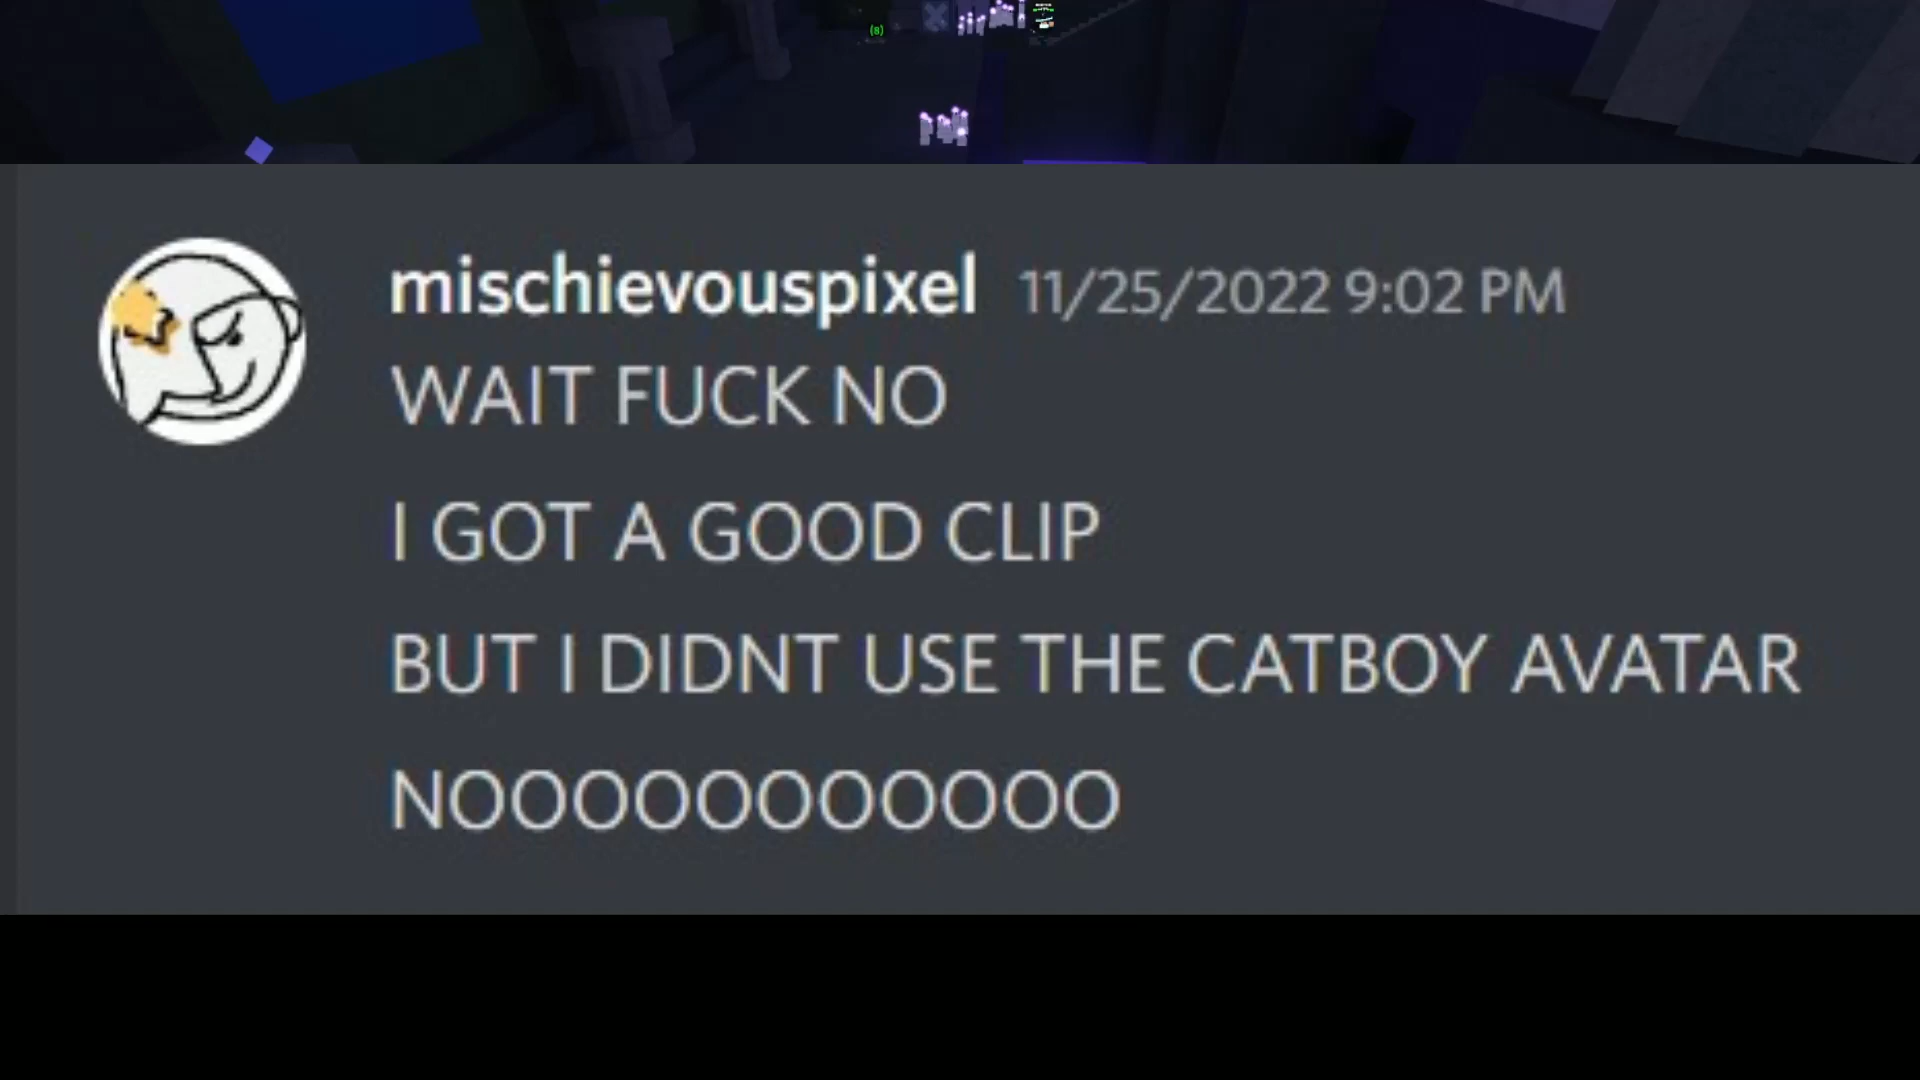 (8)
mischievouspixel 11/25/2022 9:02 PM
WAIT FUCK NO
I GOT A GOOD CLIP
BUT I DIDNT USE THE CATBOY AVATAR
NOOOOOOOOOOO